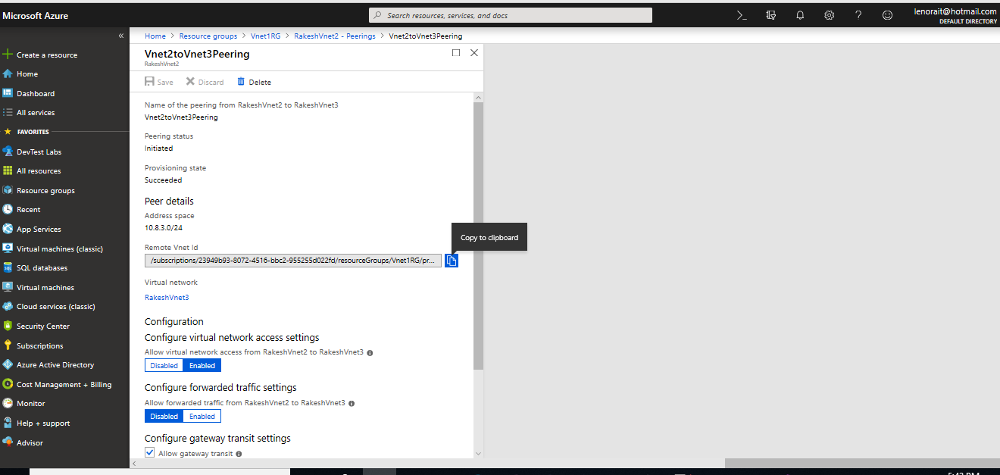 Microsoft Azure
Search resources, services, and docs
lenorait@hotmail.com
DEFAULT DIRECTORY
Create a resource
Home
Dashboard
All services
FAVORITES
DevTest Labs
All resources
Resource groups
Recent
App Services
Virtual machines (classic)
SQL databases
Virtual machines
Cloud services (classic)
Security Center
Subscriptions
Azure Active Directory
Cost Management + Billing
Monitor
Help + support
Advisor
Home > Resource groups > Vnet1RG > RakeshVnet2 - Peerings > Vnet2toVnet3Peering
Vnet2toVnet3Peering
RakeshVnet2
Save Discard Delete
Name of the peering from RakeshVnet2 to RakeshVnet3
Vnet2toVnet3Peering
Peering status
Initiated
Provisioning state
Succeeded
Peer details
Address space
10.8.3.0/24
Copy to clipboard
Remote Vnet Id
/subscriptions/23949b93-8072-4516-bbc2-955255d022fd/resourceGroups/Vnet1RG/pr...
Virtual network
RakeshVnet3
Configuration
Configure virtual network access settings
Allow virtual network access from RakeshVnet2 to RakeshVnet3
Disabled Enabled
Configure forwarded traffic settings
Allow forwarded traffic from RakeshVnet2 to RakeshVnet3
Disabled Enabled
Configure gateway transit settings
Allow gateway transit